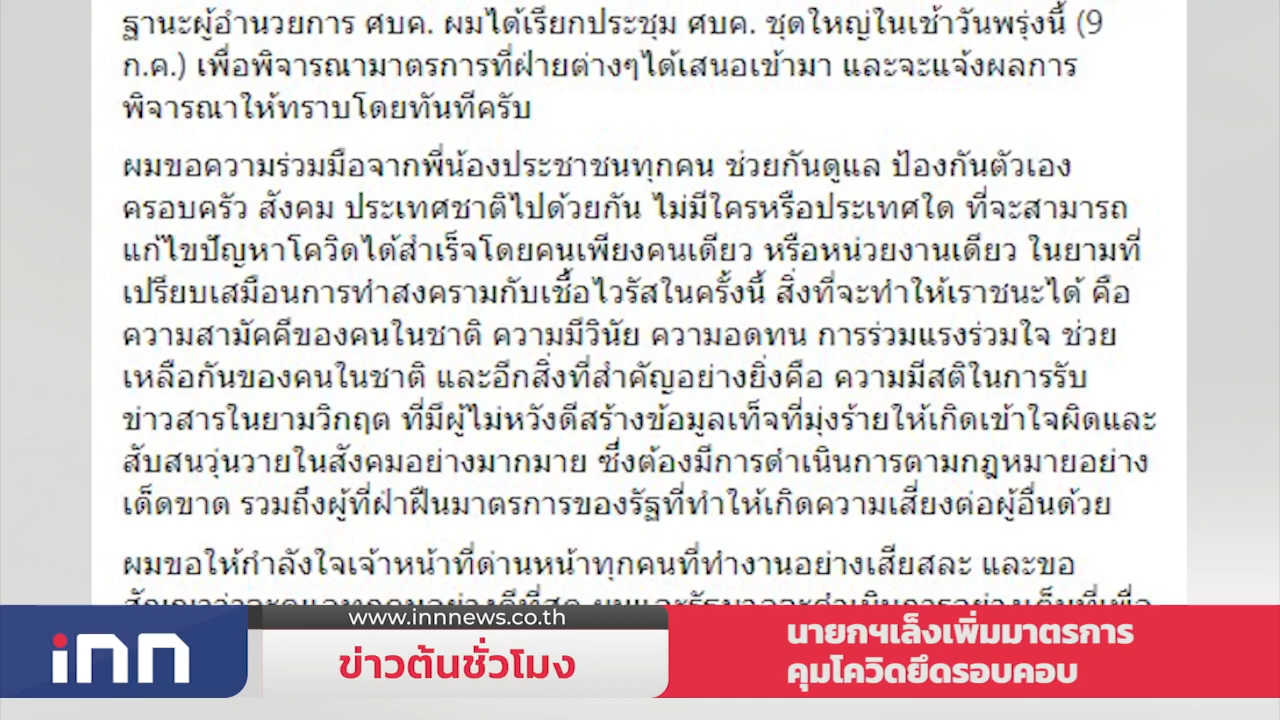 ฐานะผู้อำนวยการ ศบค. ผมได้เรียกประชุม ศบค. ชุดใหญ่ในเช้าวันพรุ่งนี้ (9
ก.ค.) เพื่อพิจารณามาตรการที่ฝ่ายต่างๆได้เสนอเข้ามา และจะแจ้งผลการ
พิจารณาให้ทราบโดยทันทีครับ
ผมขอความร่วมมือจากพี่น้องประชาชนทุกคน ช่วยกันดูแล ป้องกันตัวเอง
ครอบครัว สังคม ประเทศชาติไปด้วยกัน ไม่มีใครหรือประเทศใด ที่จะสามารถ
แก้ไขปัญหาโควิดได้สำเร็จโดยคนเพียงคนเดียว หรือหน่วยงานเดียว ในยามที่
เปรียบเสมือนการทำสงครามกับเชื้อไวรัสในครั้งนี้ สิ่งที่จะทำให้เราชนะได้ คือ
ความสามัคคีของคนในชาติ ความมีวินัย ความอดทน การร่วมแรงร่วมใจ ช่วย
เหลือกันของคนในชาติ และอีกสิ่งที่สำคัญอย่างยิ่งคือ ความมีสติในการรับ
ข่าวสารในยามวิกฤต ที่มีผู้ไม่หวังดีสร้างข้อมูลเท็จที่มุ่งร้ายให้เกิดเข้าใจผิดและ
สับสนวุ่นวายในสังคมอย่างมากมาย ซึ่งต้องมีการดำเนินการตามกฎหมายอย่าง
เด็ดขาด รวมถึงผู้ที่ฝ่าฝืนมาตรการของรัฐที่ทำให้เกิดความเสี่ยงต่อผู้อื่นด้วย
ผมขอให้กำลังใจเจ้าหน้าที่ด่านหน้าทุกคนที่ทำงานอย่างเสียสละ และขอ
inn
www.innnews.co.th
ข่าวต้นชั่วโมง
นายกฯเล็งเพิ่มมาตรการ
คุมโควิดยึดรอบคอบ